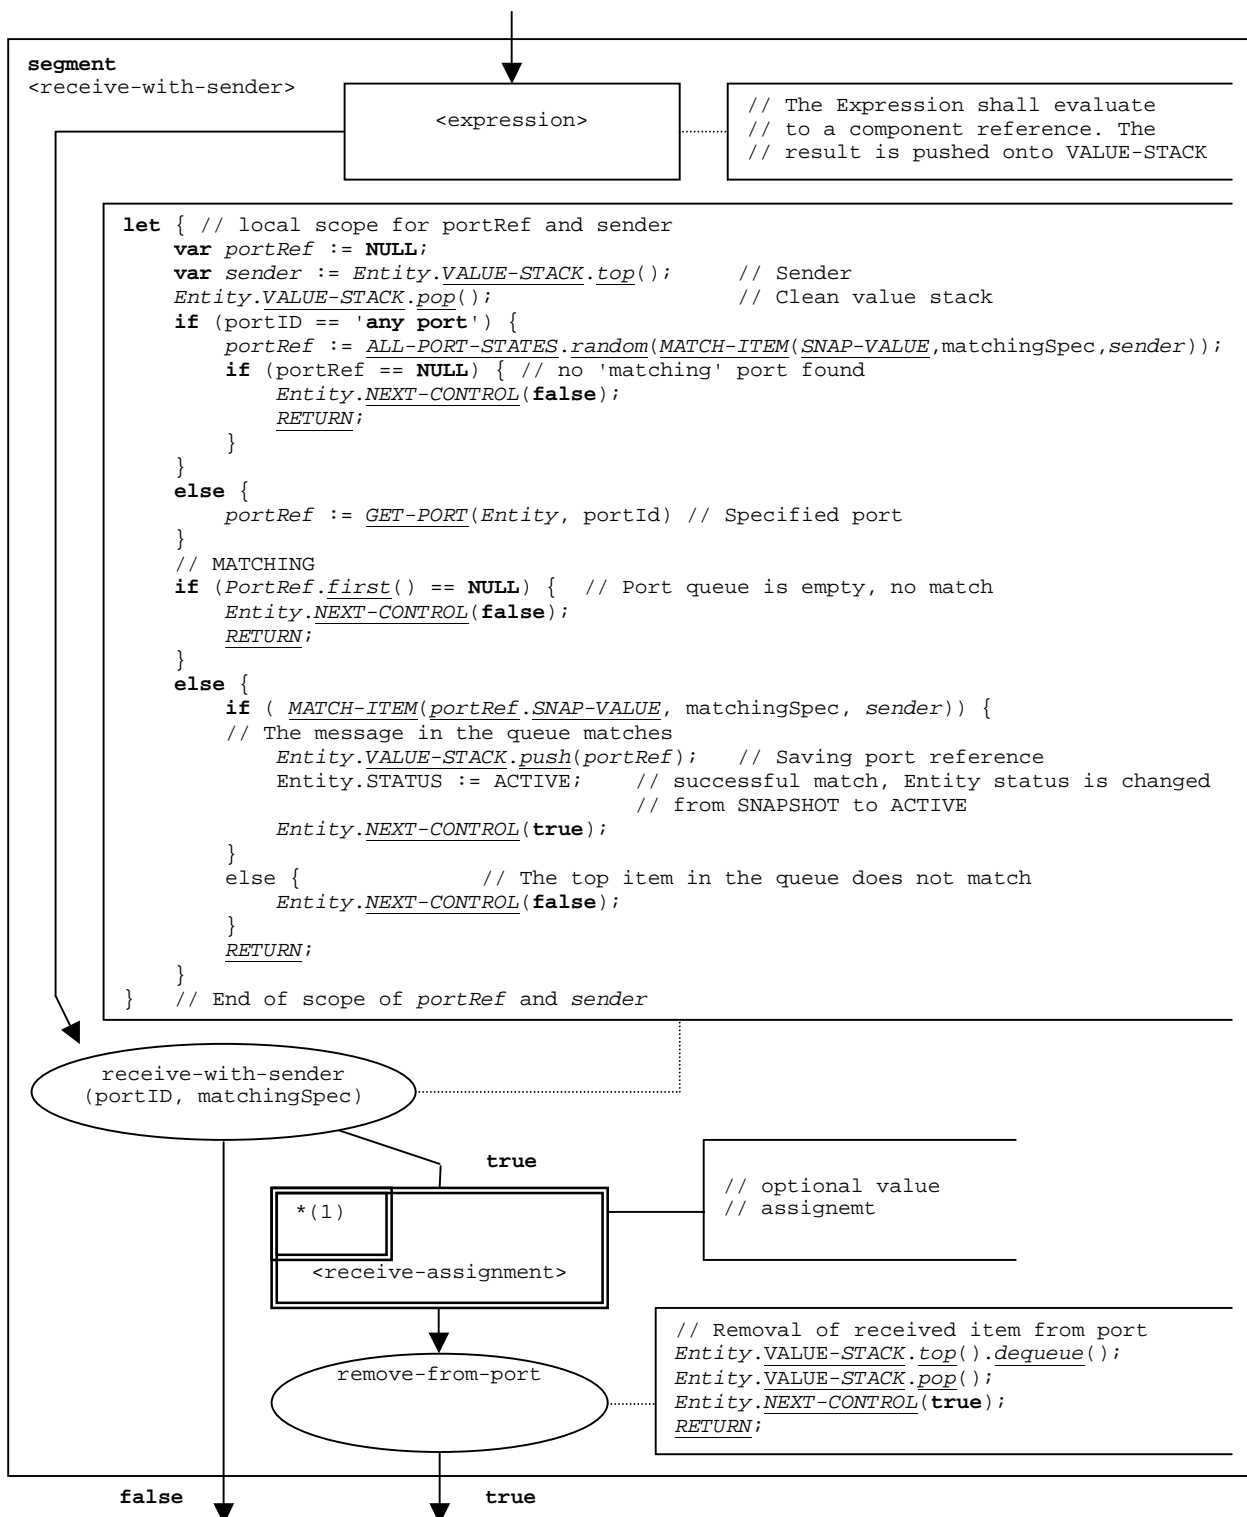 segment
<receive-with-sender>
<expression>
// The Expression shall evaluate
// to a component reference. The
// result is pushed onto VALUE-STACK
let { // local scope for portRef and sender
var portRef := NULL;
var sender := Entity.VALUE-STACK.top(); // Sender
Entity.VALUE-STACK.pop(); // Clean value stack
if (portID == 'any port') {
portRef := ALL-PORT-STATES.random(MATCH-ITEM(SNAP-VALUE,matchingSpec,sender));
if (portRef == NULL) { // no 'matching' port found
Entity.NEXT-CONTROL(false);
RETURN;
}
}
else {
portRef := GET-PORT(Entity, portId) // Specified port
}
// MATCHING
if (PortRef.first() == NULL) { // Port queue is empty, no match
Entity.NEXT-CONTROL(false);
RETURN;
}
else {
if ( MATCH-ITEM(portRef.SNAP-VALUE, matchingSpec, sender)) {
// The message in the queue matches
Entity.VALUE-STACK.push(portRef); // Saving port reference
Entity.STATUS := ACTIVE; // successful match, Entity status is changed
// from SNAPSHOT to ACTIVE
Entity.NEXT-CONTROL(true);
}
else { // The top item in the queue does not match
Entity.NEXT-CONTROL(false);
}
RETURN;
}
} // End of scope of portRef and sender
receive-with-sender
(portID, matchingSpec)
true
*(1)
<receive-assignment>
// optional value
// assignemt
remove-from-port
// Removal of received item from port
Entity.VALUE-STACK.top().dequeue();
Entity.VALUE-STACK.pop();
Entity.NEXT-CONTROL(true);
RETURN;
false
true